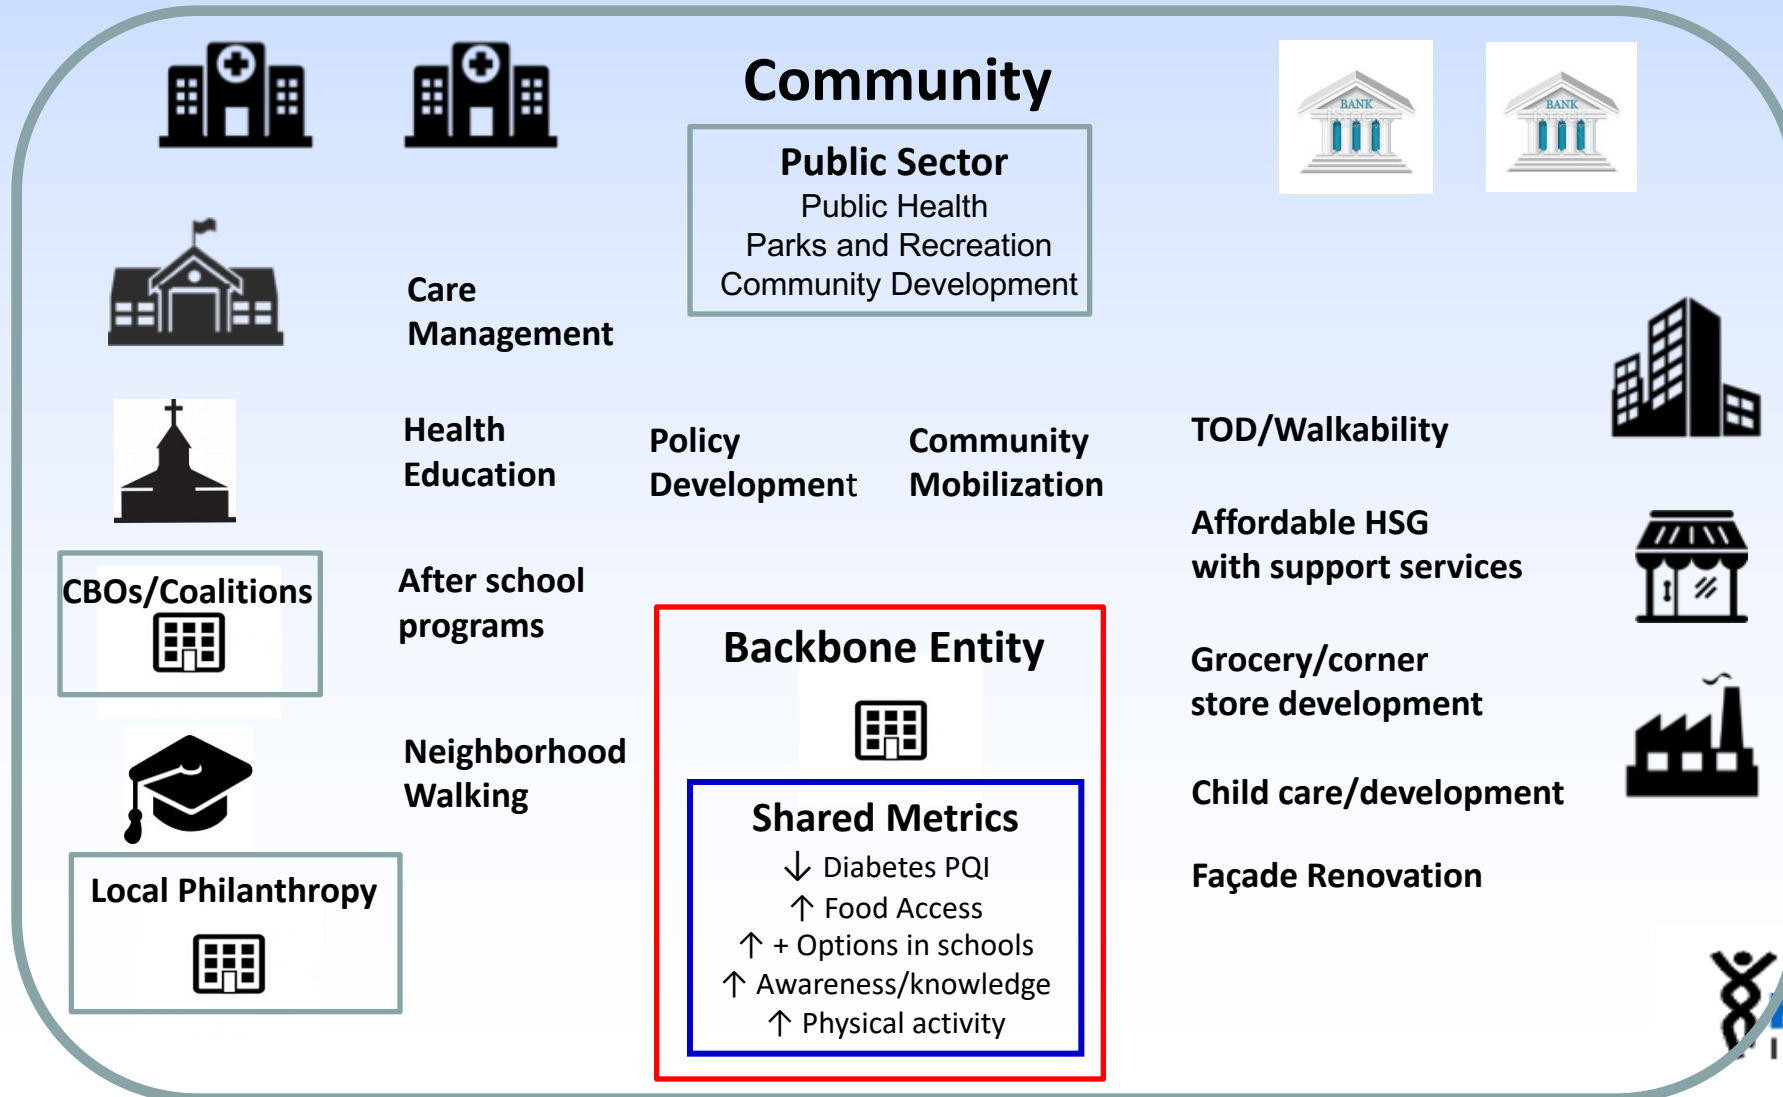 Community
BANK
BANK
Public Sector
Public Health
Parks and Recreation
Community Development
Care
Management
Health
Education
Policy
Development
Community
Mobilization
TOD/Walkability
Affordable HSG
with support services
CBOs/Coalitions
After school
programs
Backbone Entity
Grocery/corner
store development
Neighborhood
Walking
Child care/development
Shared Metrics
↓ Diabetes PQI
↑ Food Access
↑ + Options in schools
↑ Awareness/knowledge
↑ Physical activity
Façade Renovation
Local Philanthropy